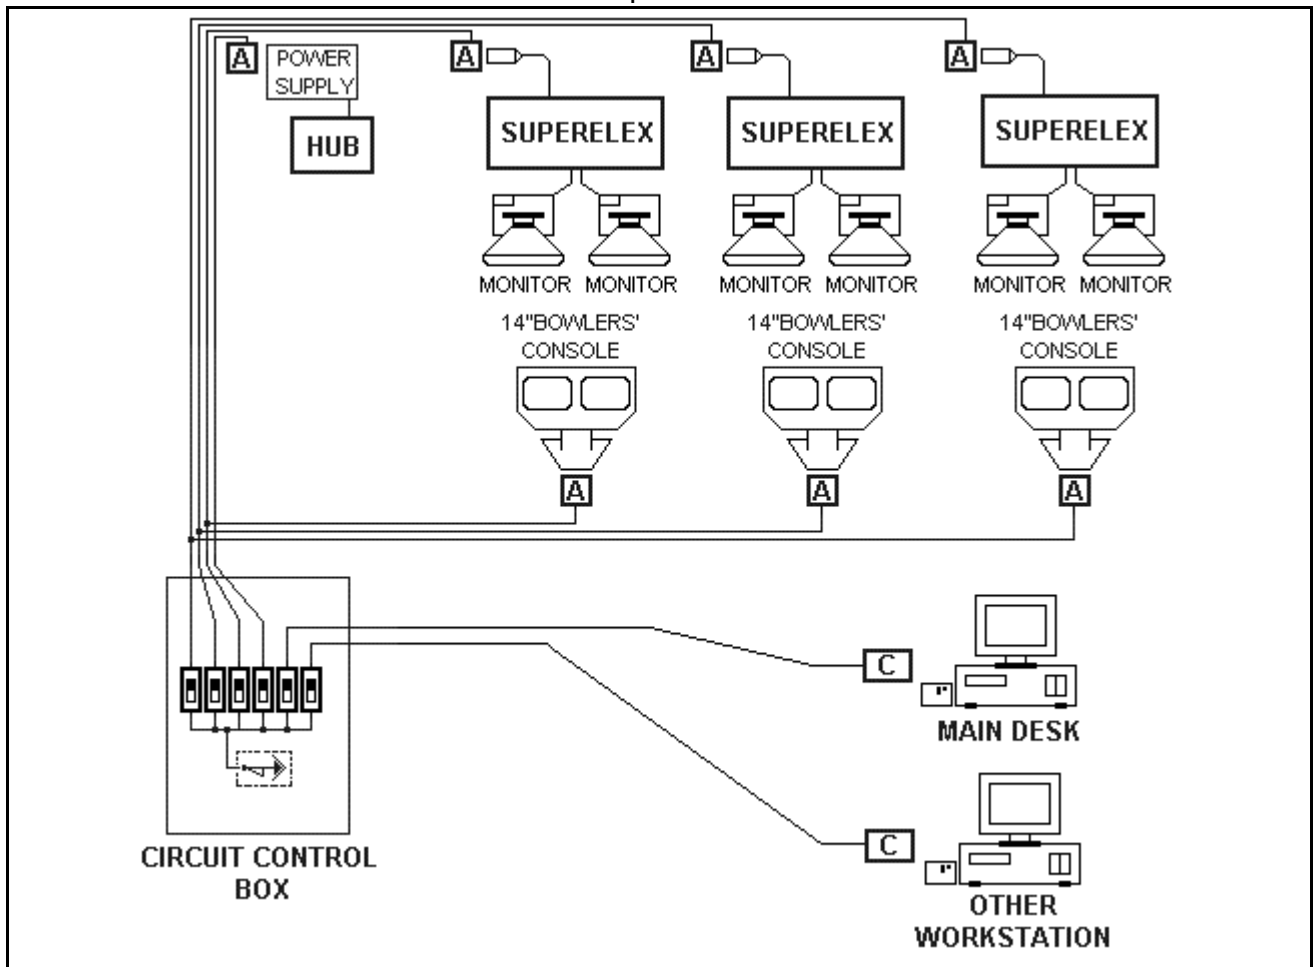 A
POWER
SUPPLY
HUB
A
A
A
SUPERELEX
SUPERELEX
SUPERELEX
MONITOR MONITOR
MONITOR MONITOR
MONITOR MONITOR
14"BOWLERS'
CONSOLE
14"BOWLERS'
CONSOLE
14"BOWLERS'
CONSOLE
A
A
A
C
MAIN DESK
C
OTHER
WORKSTATION
CIRCUIT CONTROL
BOX